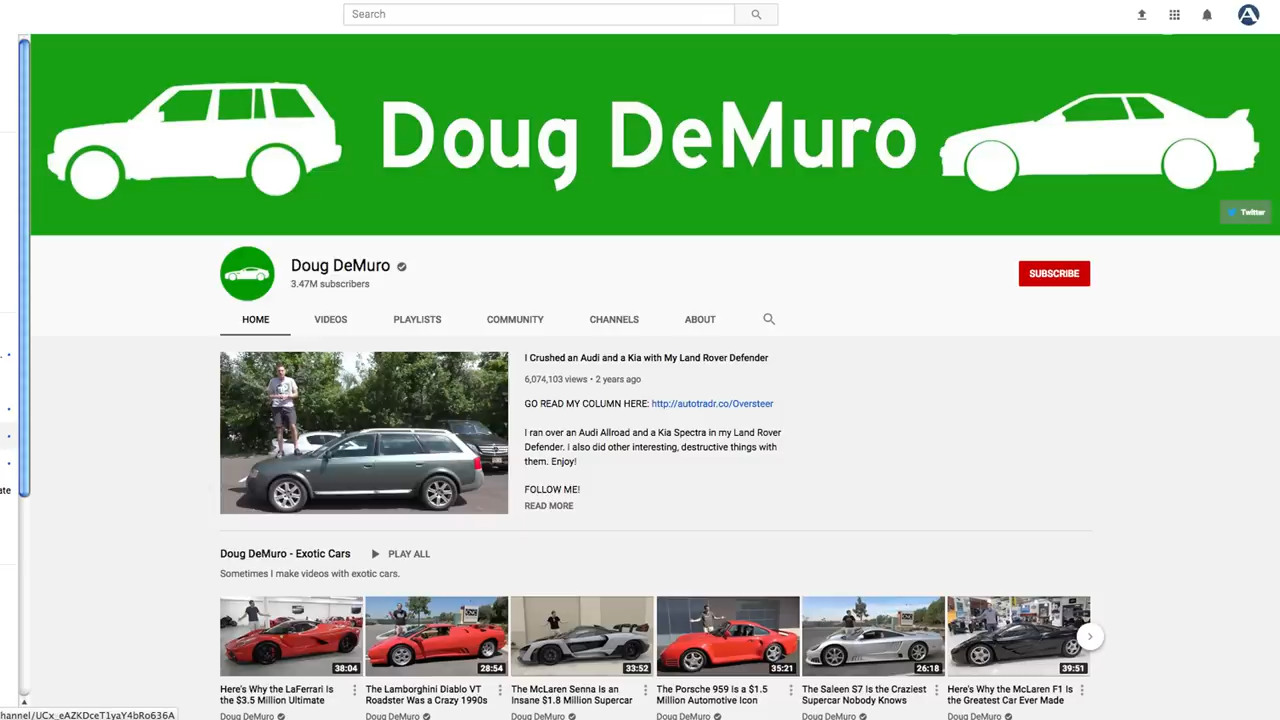 Search
Doug DeMuro
Twitter
Doug DeMuro
3.47M subscribers
SUBSCRIBE
HOME VIDEOS PLAYLISTS COMMUNITY CHANNELS ABOUT
I Crushed an Audi and a Kia with My Land Rover Defender
6,074,103 views • 2 years ago
GO READ MY COLUMN HERE: http://autotradr.co/Oversteer
I ran over an Audi Allroad and a Kia Spectra in my Land Rover
Defender. I also did other interesting, destructive things with
them. Enjoy!
FOLLOW ME!
READ MORE
ate
Doug DeMuro - Exotic Cars PLAY ALL
Sometimes I make videos with exotic cars.
38:04 28:54 33:52 35:21 26:18 39:51
Here's Why the LaFerrari Is
the $3.5 Million Ultimate
Doug DeMuro
The Lamborghini Diablo VT
Roadster Was a Crazy 1990s
Doug DeMuro
The McLaren Senna Is an
Insane $1.8 Million Supercar
Doug DeMuro
The Porsche 959 Is a $1.5
Million Automotive Icon
Doug DeMuro
The Saleen S7 Is the Craziest
Supercar Nobody Knows
Doug DeMuro
Here's Why the McLaren F1 Is
the Greatest Car Ever Made
Doug DeMuro
hannel/UCx_eAZKDceT1yaY4bRo636A